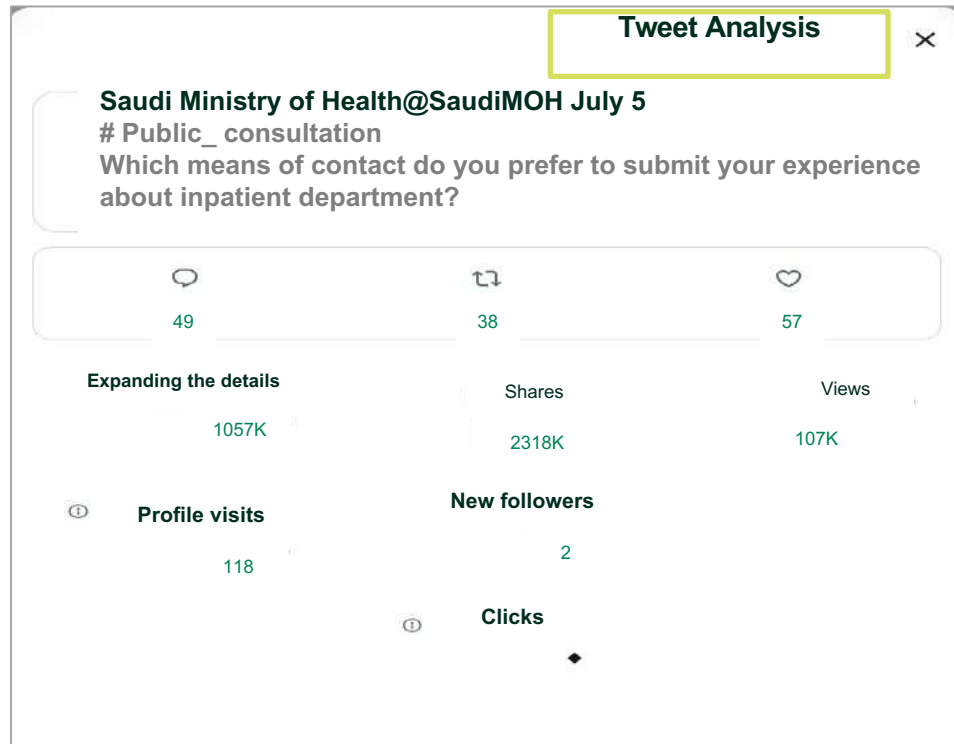 Tweet Analysis
Saudi Ministry of Health@SaudiMOH July 5
# Public_ consultation
Which means of contact do you prefer to submit your experience
about inpatient department?
49
38
57
Expanding the details
Shares
Views
1057K
2318K
107K
Profile visits
New followers
118
2
Clicks